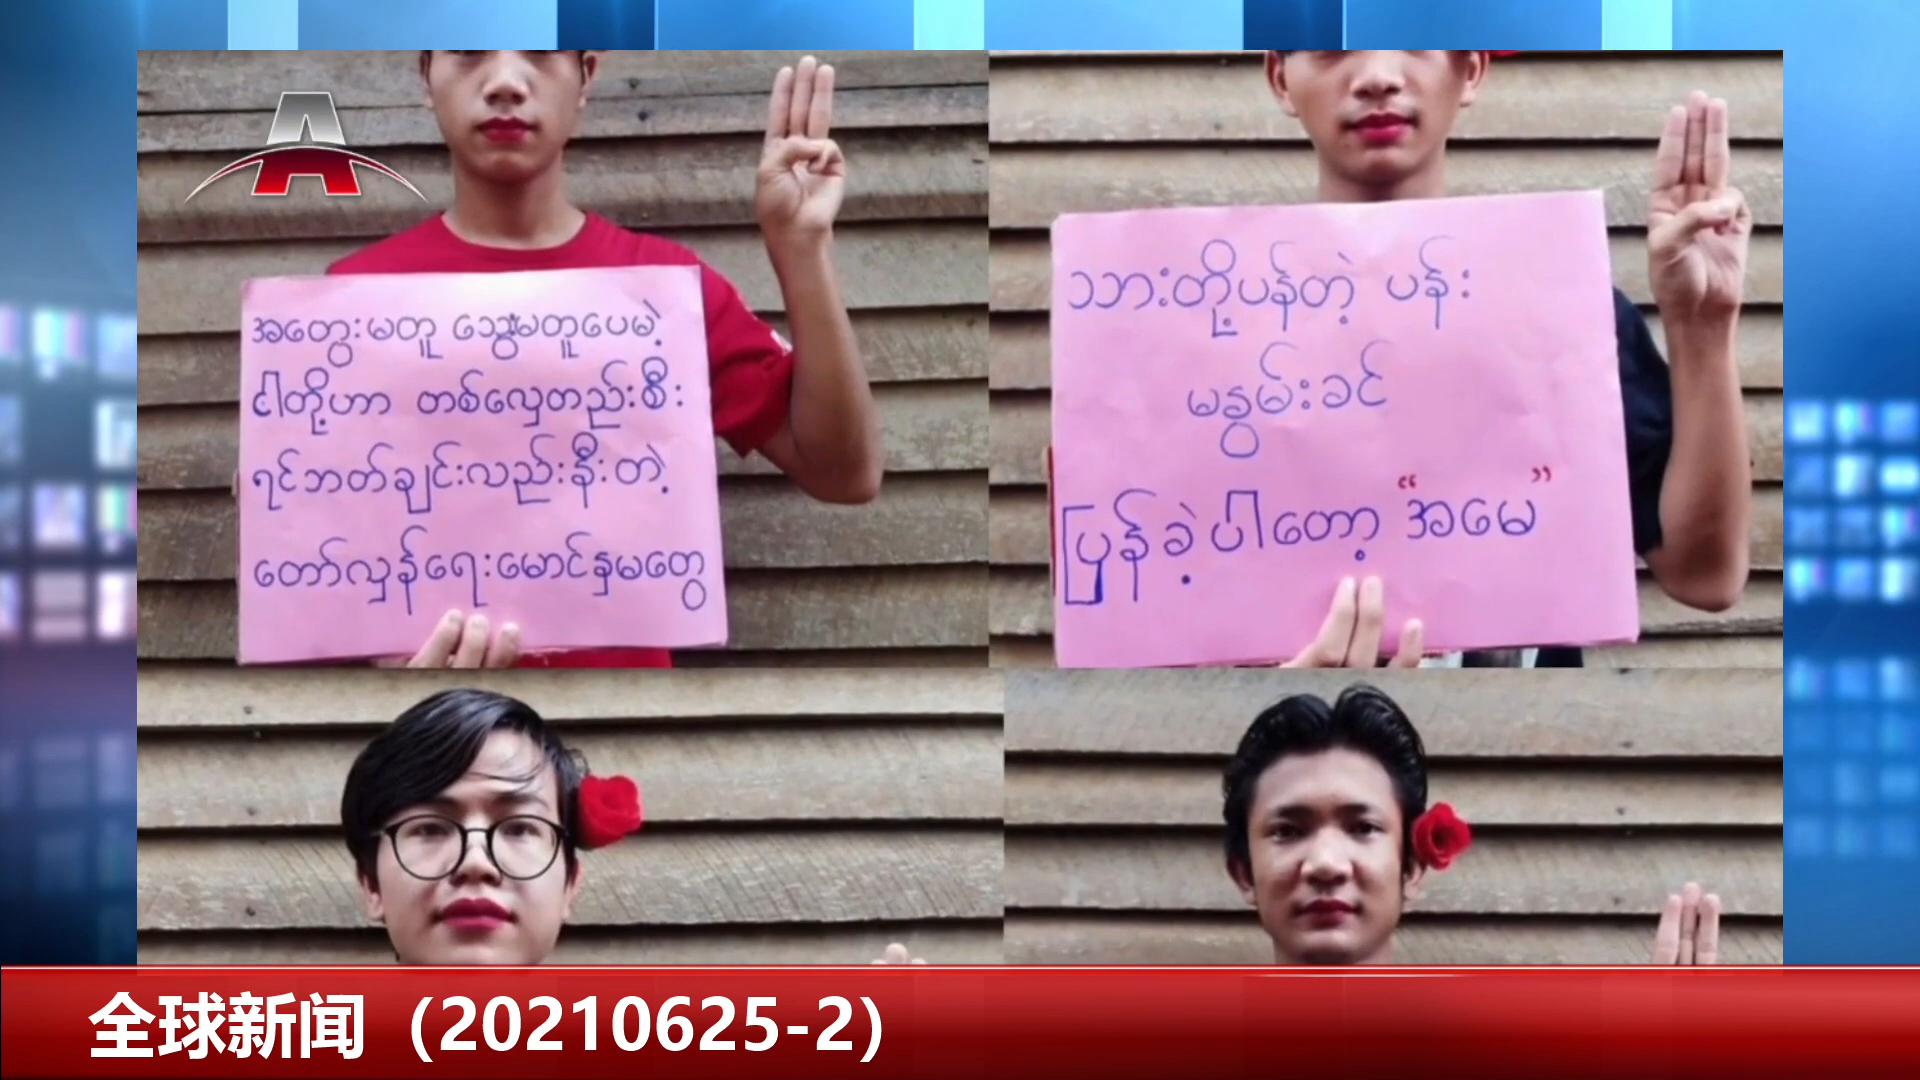 အတွေးမတူ သွေးမတူပေမဲ့
ငါတို့ဟာ တစ်လှေတည်းစီး
ရင်ဘတ်ချင်းလည်းနီးတဲ့
တော်လှန်ရေးမောင်နှမတွေ
သားတို့ပန်တဲ့ ပန်း
မနွမ်းခင်
ပြန်ခဲ့ပါတော့ “အမေ”
全球新闻（20210625-2）